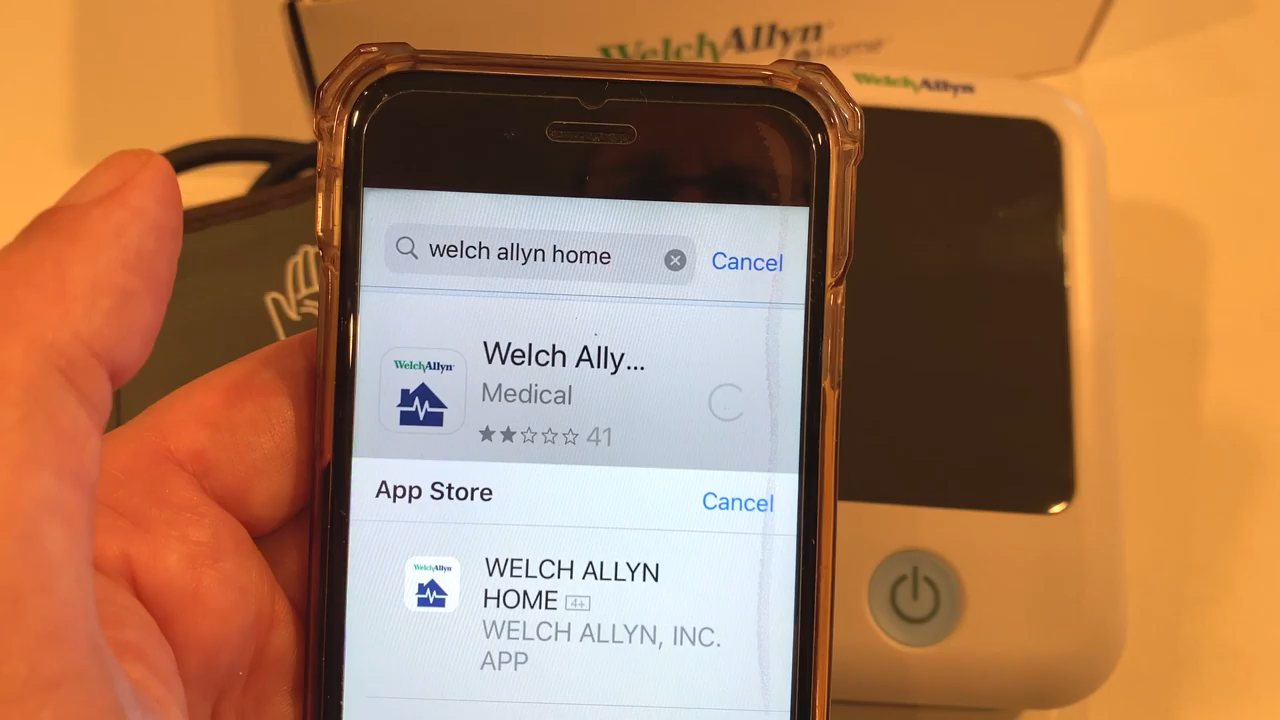 WelchAllyn
Home
WelchAllyn
welch allyn home
Cancel
WelchAllyn
Welch Ally...
Medical
41
App Store
Cancel
WelchAllyn
WELCH ALLYN
HOME 4+
WELCH ALLYN, INC.
APP